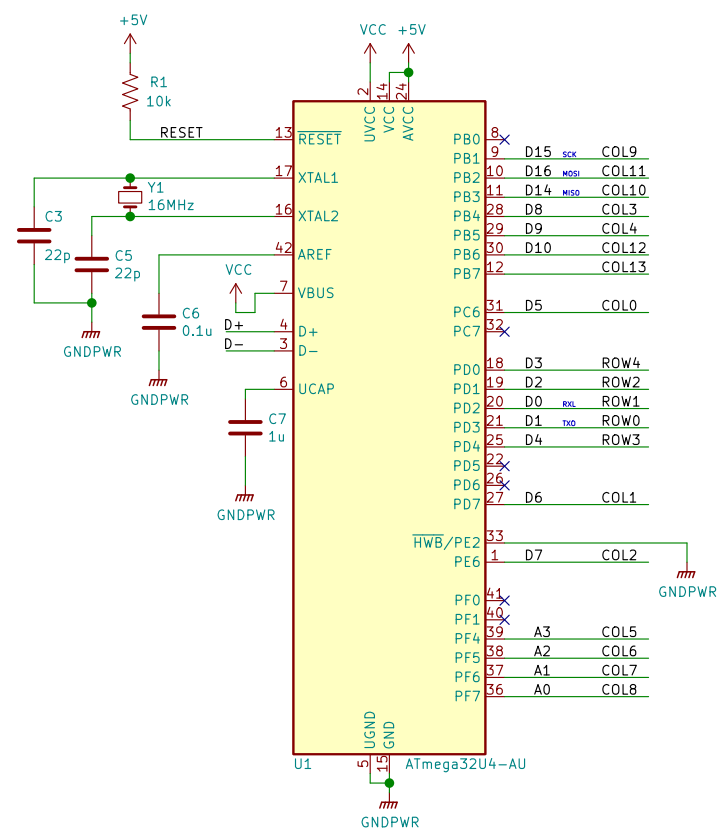 +5V
VCC +5V
R1
10k
2
14
24
UVCC
VCC
AVCC
RESET 13 RESET
8 PB0
PB1 9 D15 SCK COL9
17 XTAL1
PB2 10 D16 MOSI COL11
Y1
16MHz
PB3 11 D14 MISO COL10
16 XTAL2
PB4 28 D8 COL3
C3
22p
PB5 29 D9 COL4
C5
22p
42 AREF
PB6 30 D10 COL12
VCC
PB7 12 COL13
7 VBUS
C6
0.1u
PC6 31 D5 COL0
D+ 4 D+
PC7 32
D- 3 D-
GNDPWR
PD0 18 D3 ROW4
6 UCAP
PD1 19 D2 ROW2
GNDPWR
PD2 20 D0 RXL ROW1
C7
1u
PD3 21 D1 TXO ROW0
PD4 25 D4 ROW3
PD5 22
PD6 26
PD7 27 D6 COL1
GNDPWR
HWB/PE2 33
PE6 1 D7 COL2
GNDPWR
PF0 41
PF1 40
PF4 39 A3 COL5
PF5 38 A2 COL6
PF6 37 A1 COL7
PF7 36 A0 COL8
UGND
GND
U1
5
15
ATmega32U4-AU
GNDPWR